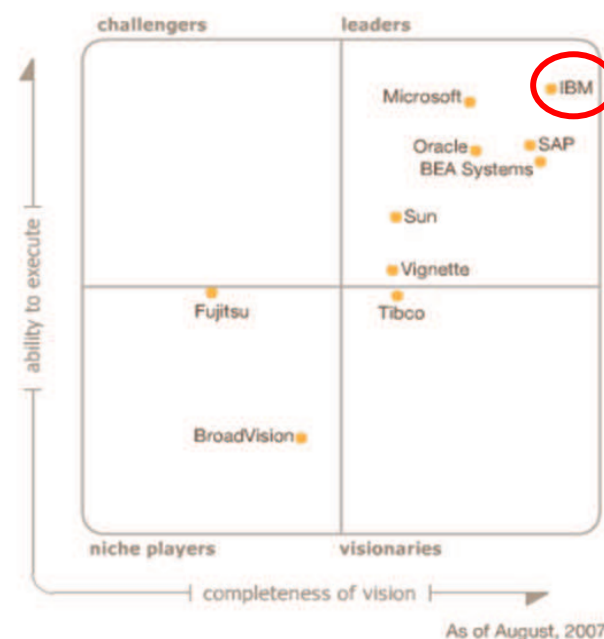 challengers
leaders
IBM
Microsoft
Oracle
SAP
BEA Systems
Sun
Vignette
Fujitsu
Tibco
BroadVision
ability to execute
niche players
visionaries
completeness of vision
As of August, 2007